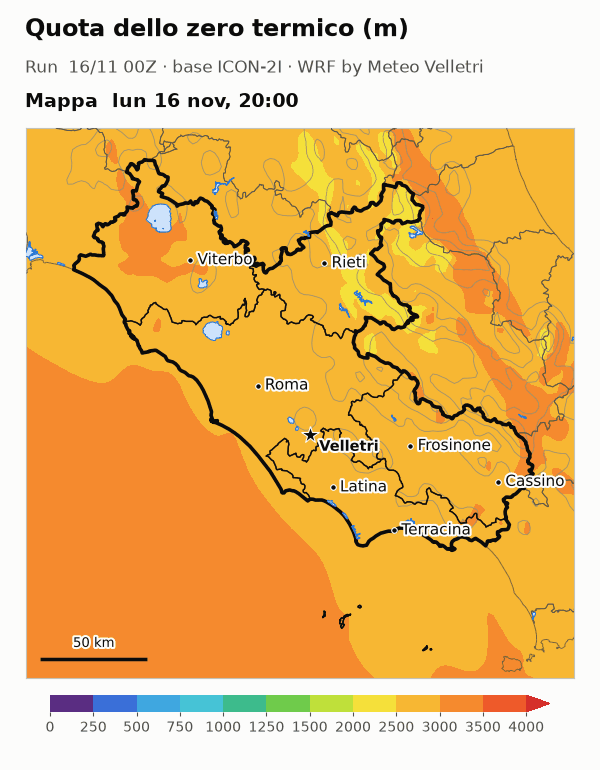 Quota dello zero termico (m)
Run  16/11 00Z · base ICON-2I · WRF by Meteo Velletri
Mappa  lun 16 nov, 20:00
Viterbo
Rieti
Roma
Velletri
Frosinone
Latina
Cassino
Terracina
50 km
0 250 500 750 1000 1250 1500 2000 2500 3000 3500 4000